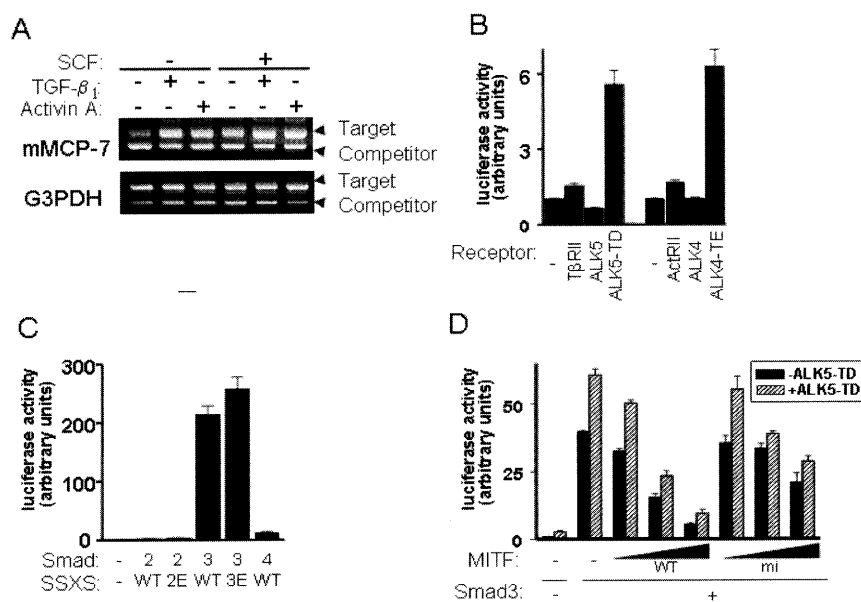 A
SCF: - +
TGF-β1 - + - - + -
Activin A: - - + - - +
mMCP-7
Target
Competitor
G3PDH
Target
Competitor
B
luciferase activity
(arbitrary units)
6
3
0
Receptor: - TβRII ALK5 ALK5-TD - ActRII ALK4 ALK4-TE
C
luciferase activity
(arbitrary units)
300
200
100
0
Smad: - 2 2 3 3 4
SSXS: - WT 2E WT 3E WT
D
luciferase activity
(arbitrary units)
50
25
0
-ALK5-TD
+ALK5-TD
MITF: - - WT mi
Smad3: - +